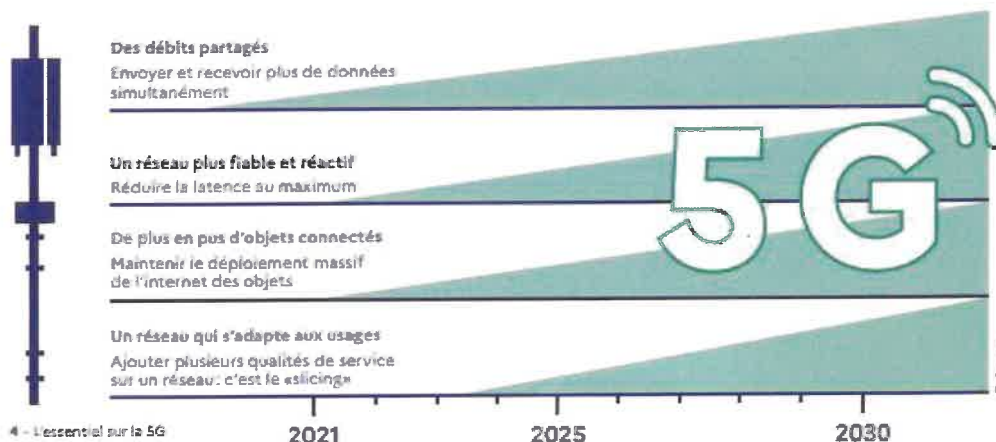 Des débits partagés
Envoyer et recevoir plus de données
simultanément
Un réseau plus fiable et réactif
Réduire la latence au maximum
De plus en pus d'objets connectés
Maintenir le déploiement massif
de l'internet des objets
Un réseau qui s'adapte aux usages
Ajouter plusieurs qualités de service
sur un réseau: c'est le «slicing»
5G
2021
2025
2030
4 - L'essentiel sur la 5G